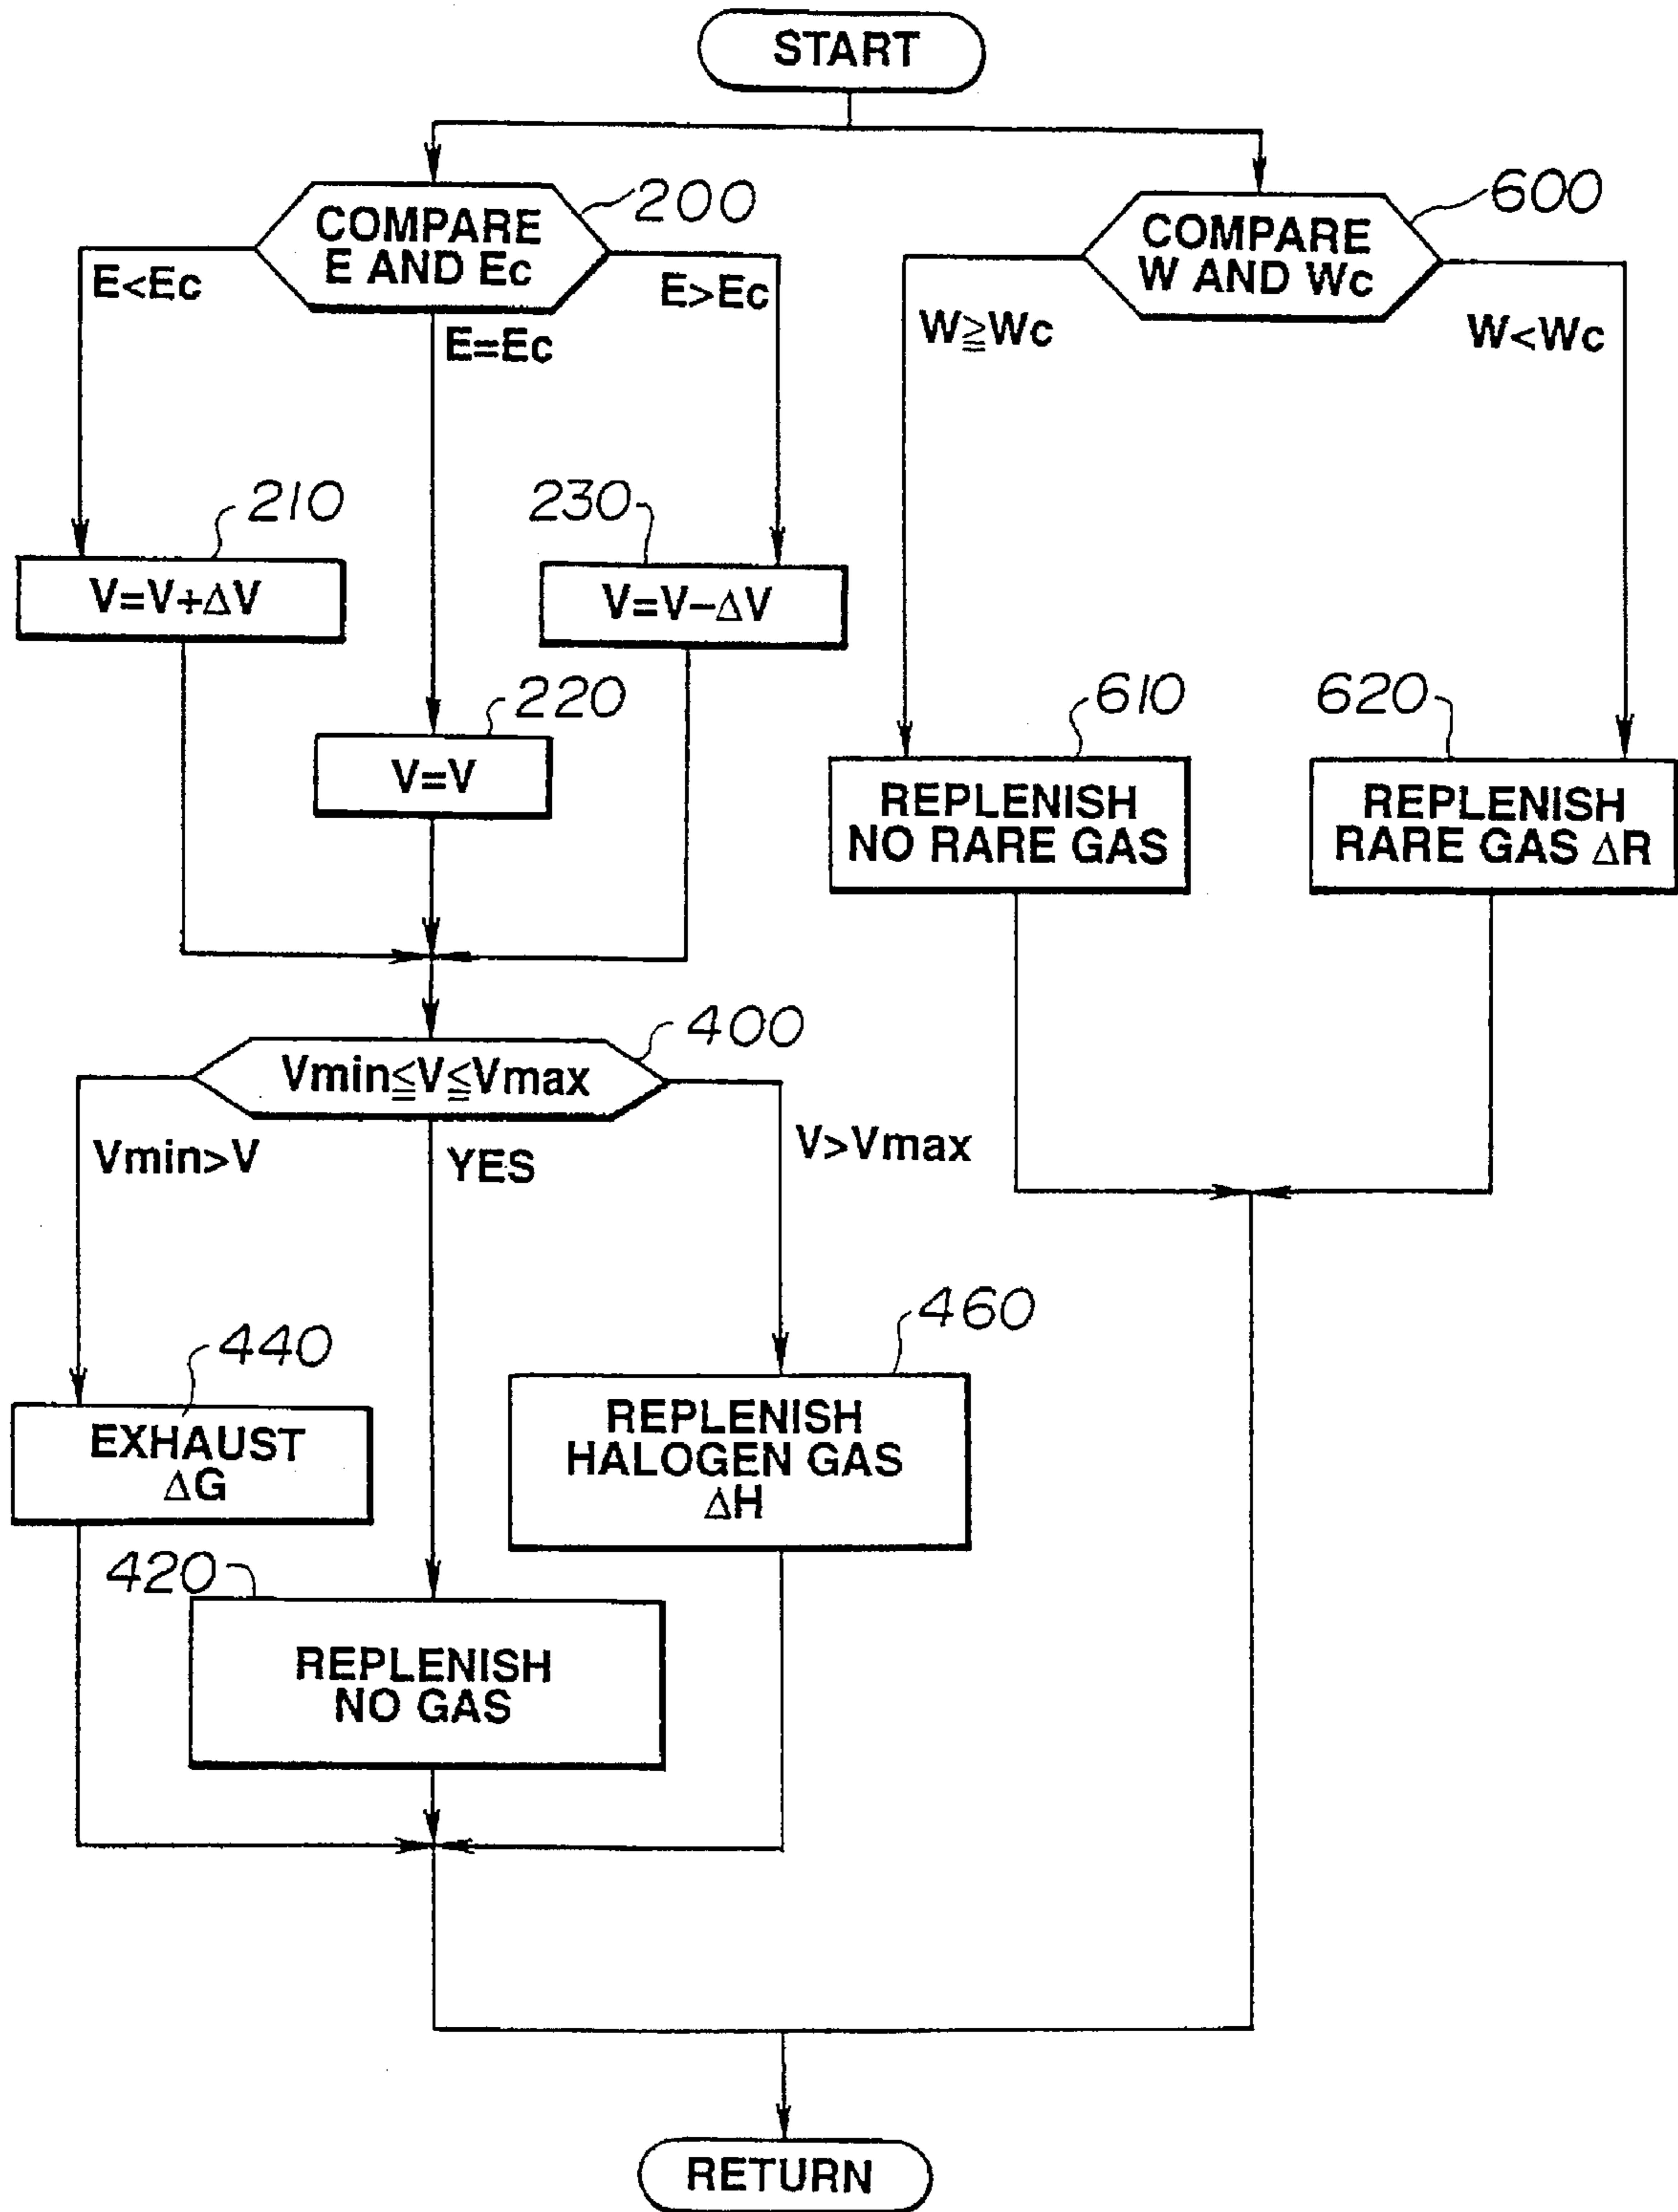 START
200
600
COMPARE
E AND Ec
COMPARE
W AND Wc
E<Ec
E>Ec
E=Ec
W≧Wc
W<Wc
210
230
V=V+ΔV
V=V−ΔV
220
V=V
610
620
REPLENISH
NO RARE GAS
REPLENISH
RARE GAS ΔR
400
Vmin≦V≦Vmax
Vmin>V
YES
V>Vmax
440
460
EXHAUST
ΔG
REPLENISH
HALOGEN GAS
ΔH
420
REPLENISH
NO GAS
RETURN